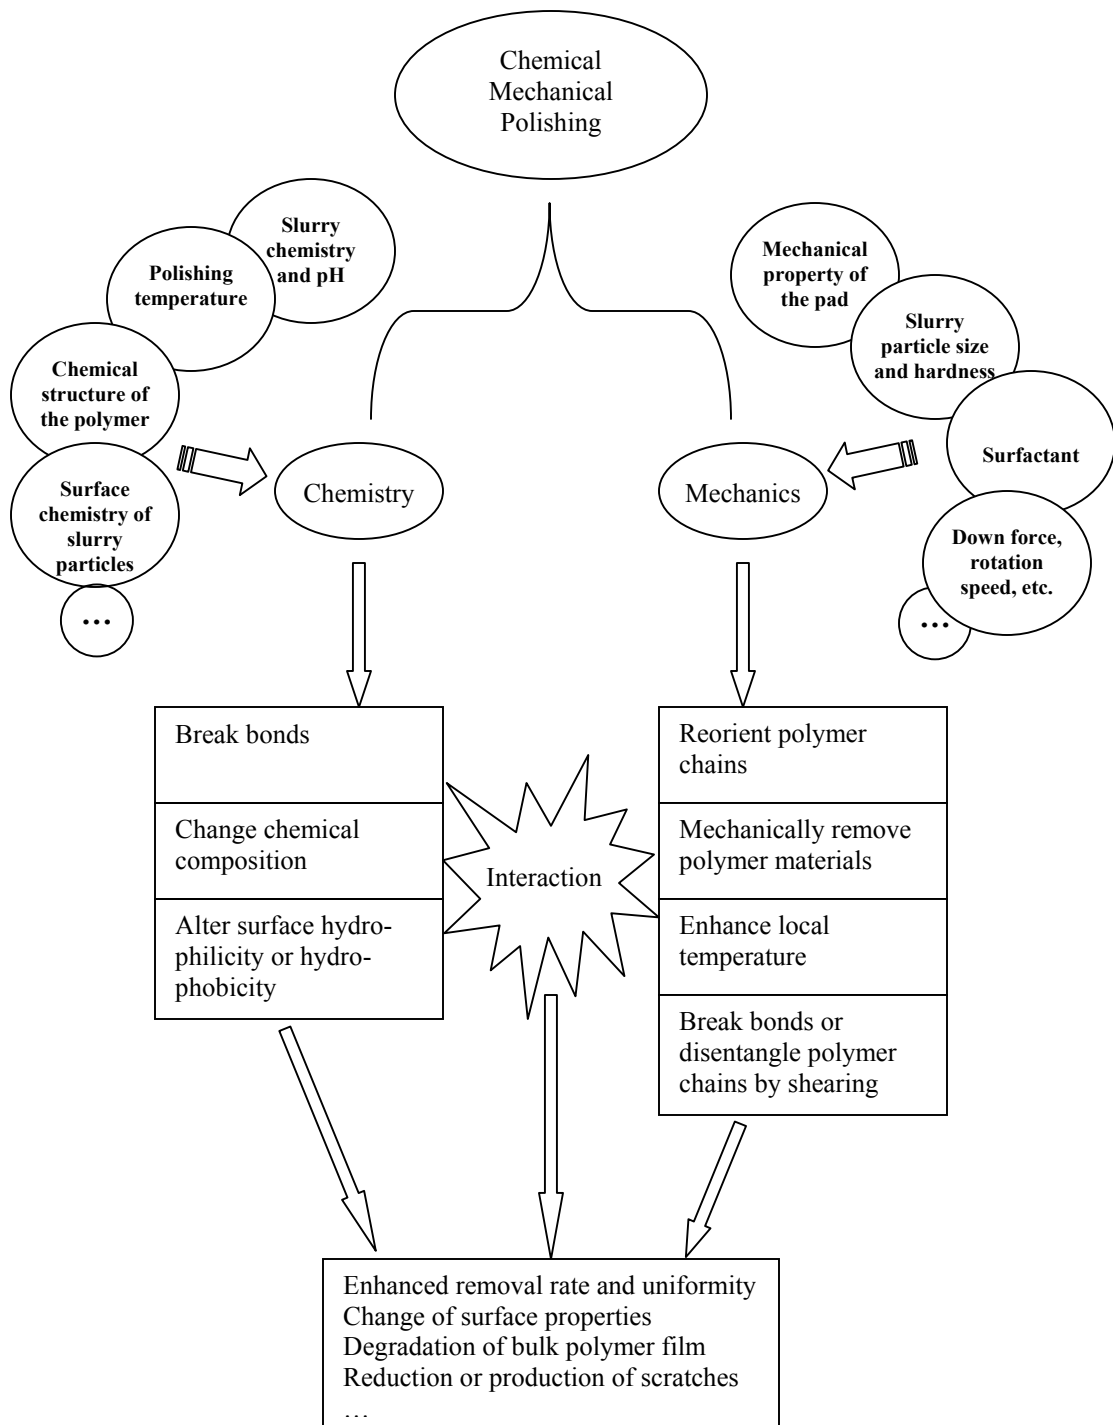 Chemical
Mechanical
Polishing
Slurry
chemistry
and pH
Polishing
temperature
Chemical
structure of
the polymer
Surface
chemistry of
slurry
particles
…
Mechanical
property of
the pad
Slurry
particle size
and hardness
Surfactant
Down force,
rotation
speed, etc.
…
Chemistry
Mechanics
Break bonds
Change chemical
composition
Alter surface hydro-
philicity or hydro-
phobicity
Interaction
Reorient polymer
chains
Mechanically remove
polymer materials
Enhance local
temperature
Break bonds or
disentangle polymer
chains by shearing
Enhanced removal rate and uniformity
Change of surface properties
Degradation of bulk polymer film
Reduction or production of scratches
…